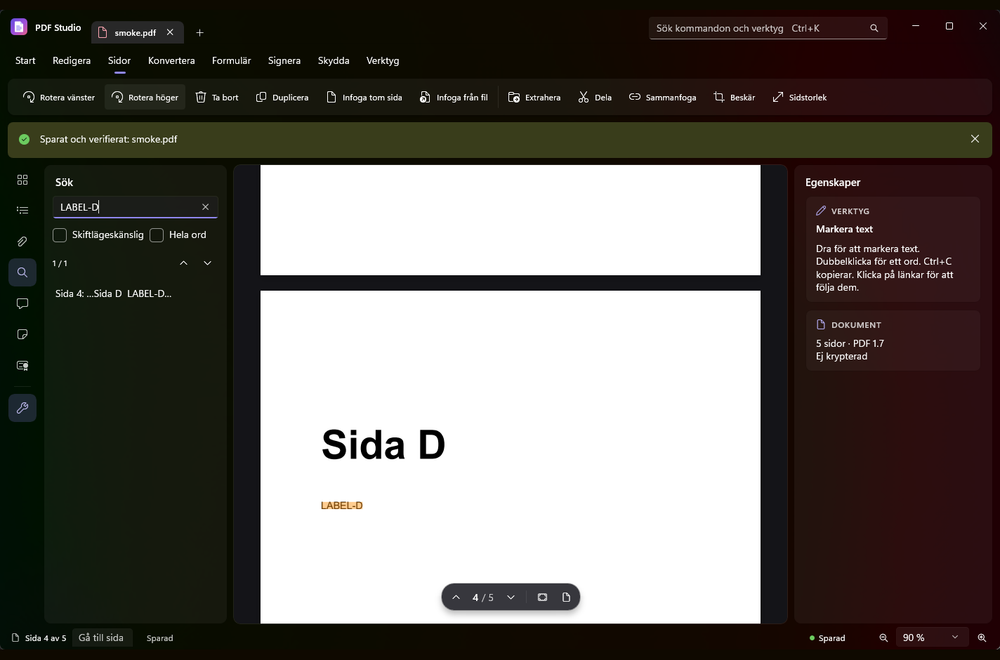 PDF Studio
smoke.pdf
Sök kommandon och verktyg Ctrl+K
Start Redigera Sidor Konvertera Formulär Signera Skydda Verktyg
Rotera vänster Rotera höger Ta bort Duplicera Infoga tom sida Infoga från fil Extrahera Dela Sammanfoga Beskär Sidstorlek
Sparat och verifierat: smoke.pdf
Sök
LABEL-D
Skiftlägeskänslig Hela ord
1 / 1
Sida 4: ...Sida D LABEL-D...
Sida D
LABEL-D
4 / 5
Egenskaper
VERKTYG
Markera text
Dra för att markera text.
Dubbelklicka för ett ord. Ctrl+C
kopierar. Klicka på länkar för att
följa dem.
DOKUMENT
5 sidor · PDF 1.7
Ej krypterad
Sida 4 av 5 Gå till sida Sparad
Sparad 90 %